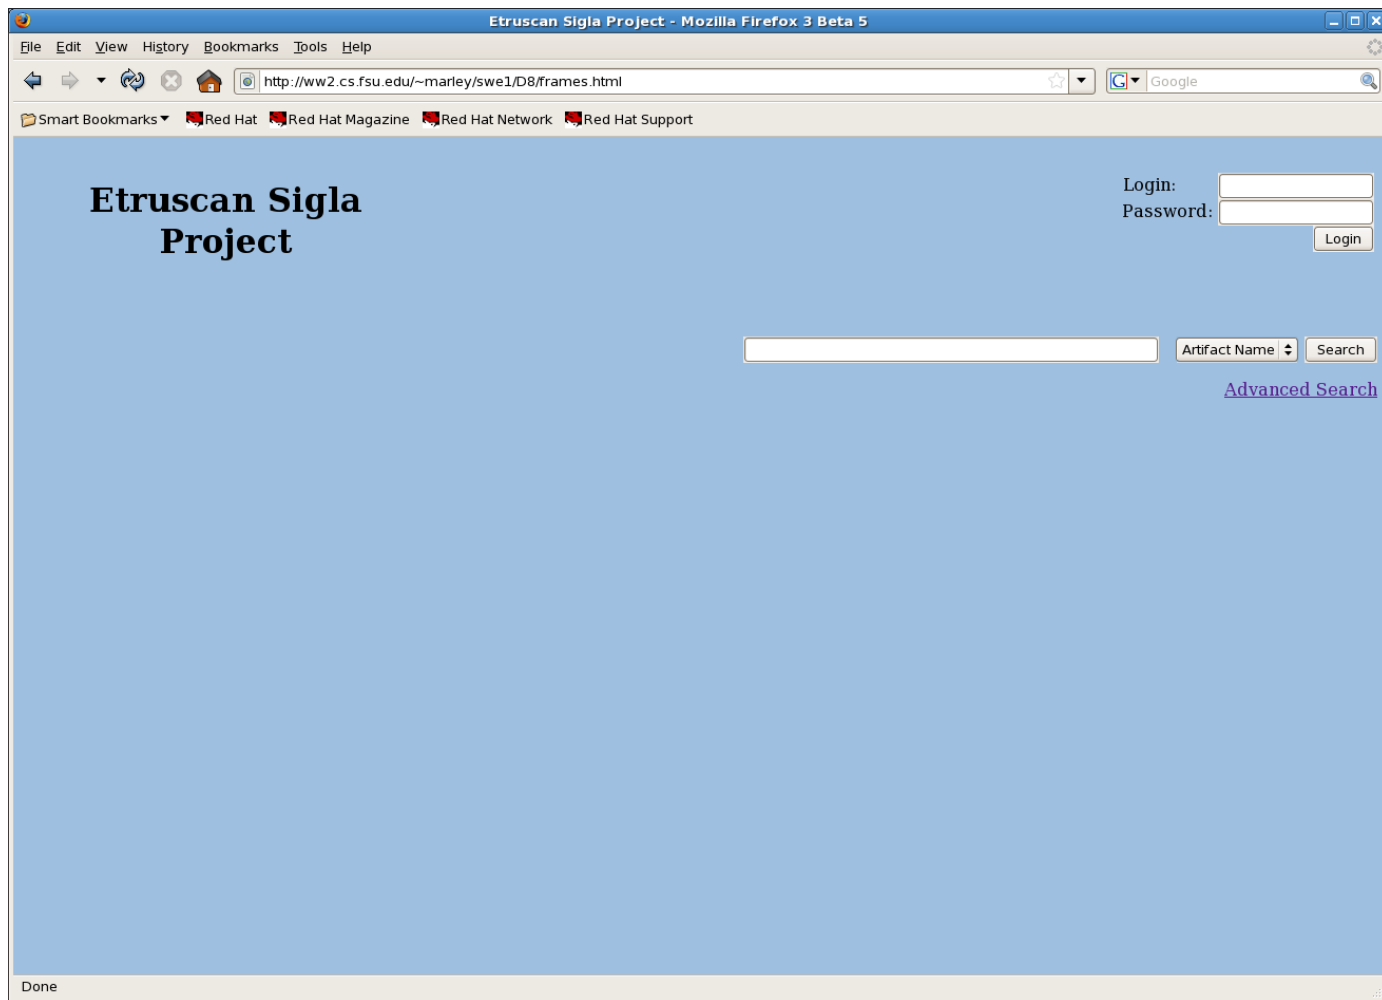 Etruscan Sigla Project - Mozilla Firefox 3 Beta 5
File Edit View History Bookmarks Tools Help
http://ww2.cs.fsu.edu/~marley/swe1/D8/frames.html G Google
Smart Bookmarks Red Hat Red Hat Magazine Red Hat Network Red Hat Support
Etruscan Sigla
Project
Login:
Password:
Login
Artifact Name Search
Advanced Search
Done